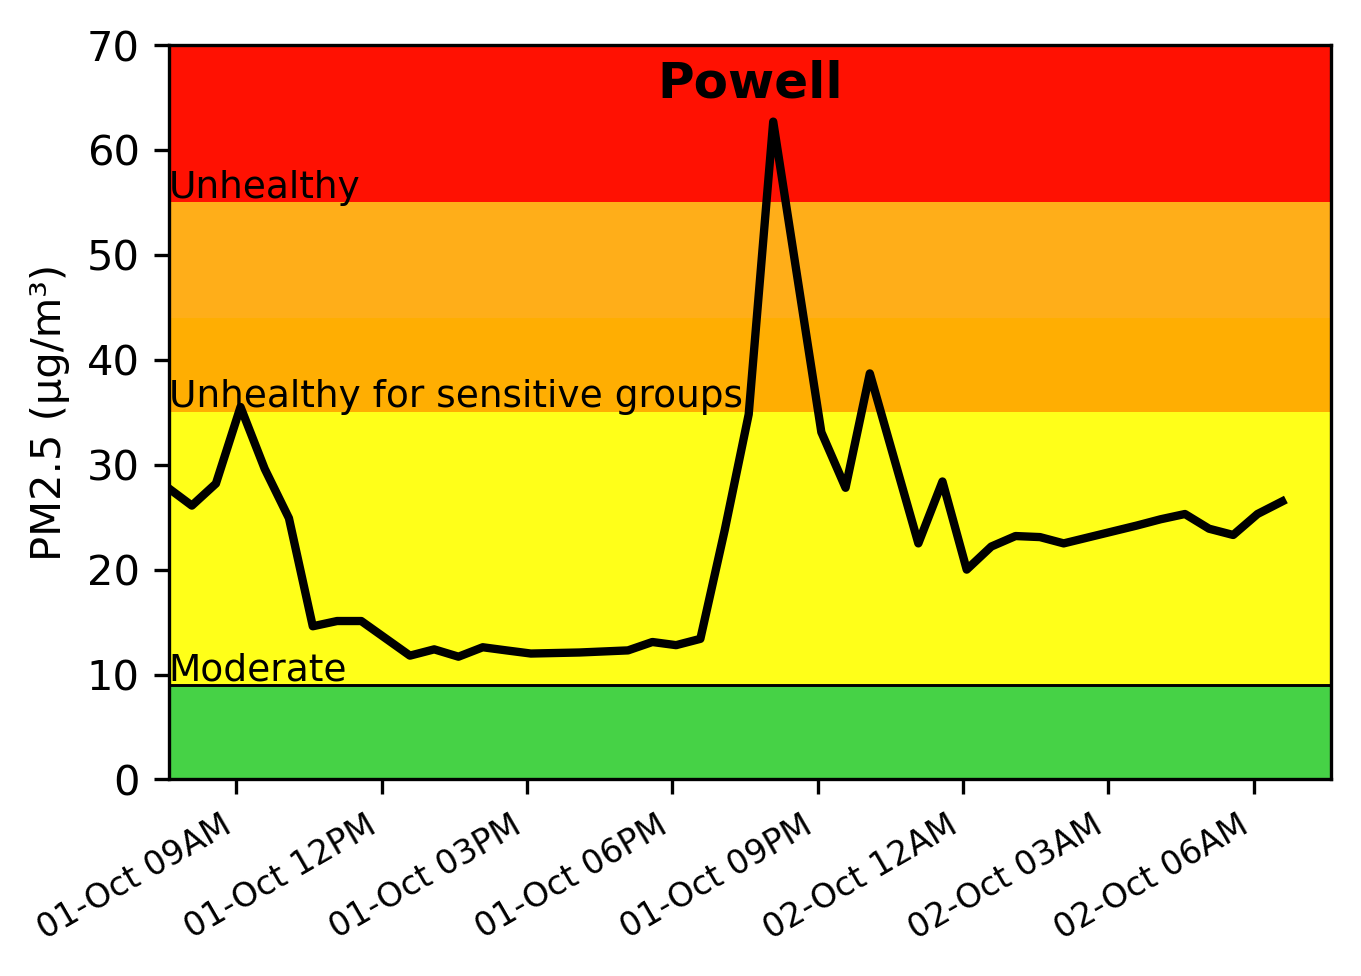 Powell
70
60
50
40
30
20
10
0
PM2.5 (µg/m³)
Unhealthy
Unhealthy for sensitive groups
Moderate
01-Oct 09AM
01-Oct 12PM
01-Oct 03PM
01-Oct 06PM
01-Oct 09PM
02-Oct 12AM
02-Oct 03AM
02-Oct 06AM